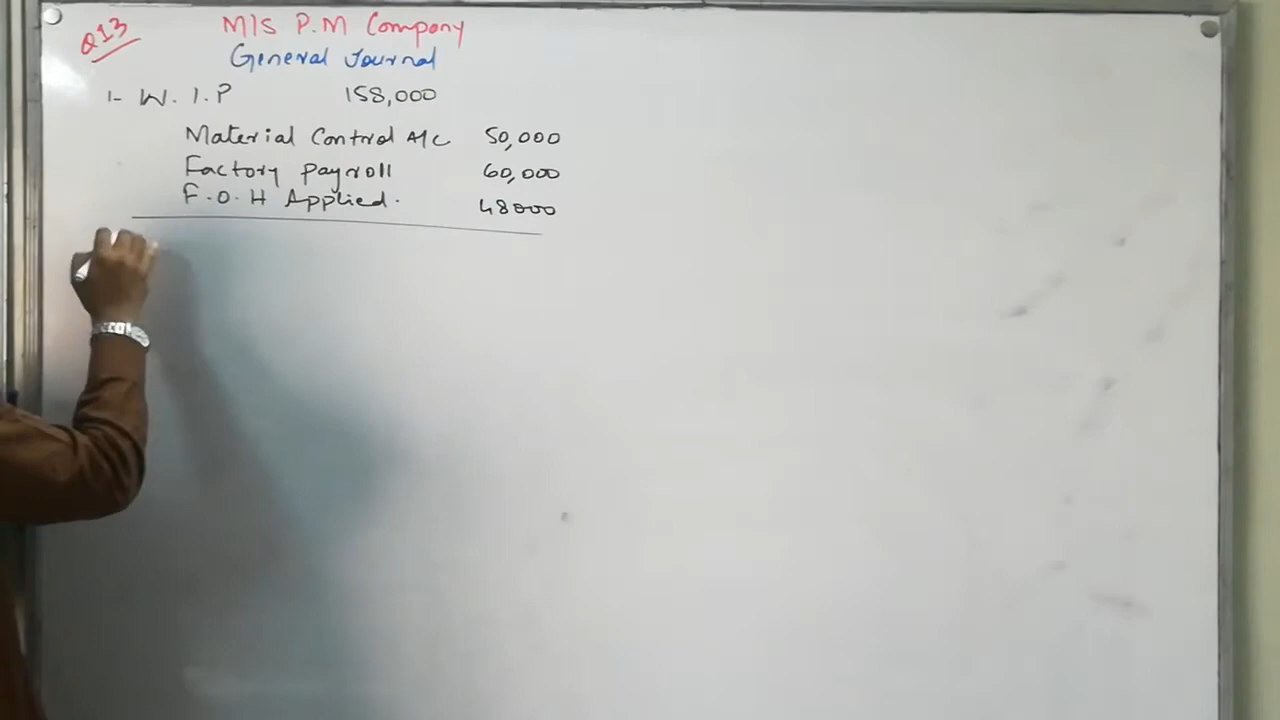 Q13
M/S P.M Company
General Journal
1- W.I.P 158,000
Material Control A/C 50,000
Factory payroll 60,000
F.O.H Applied. 48000